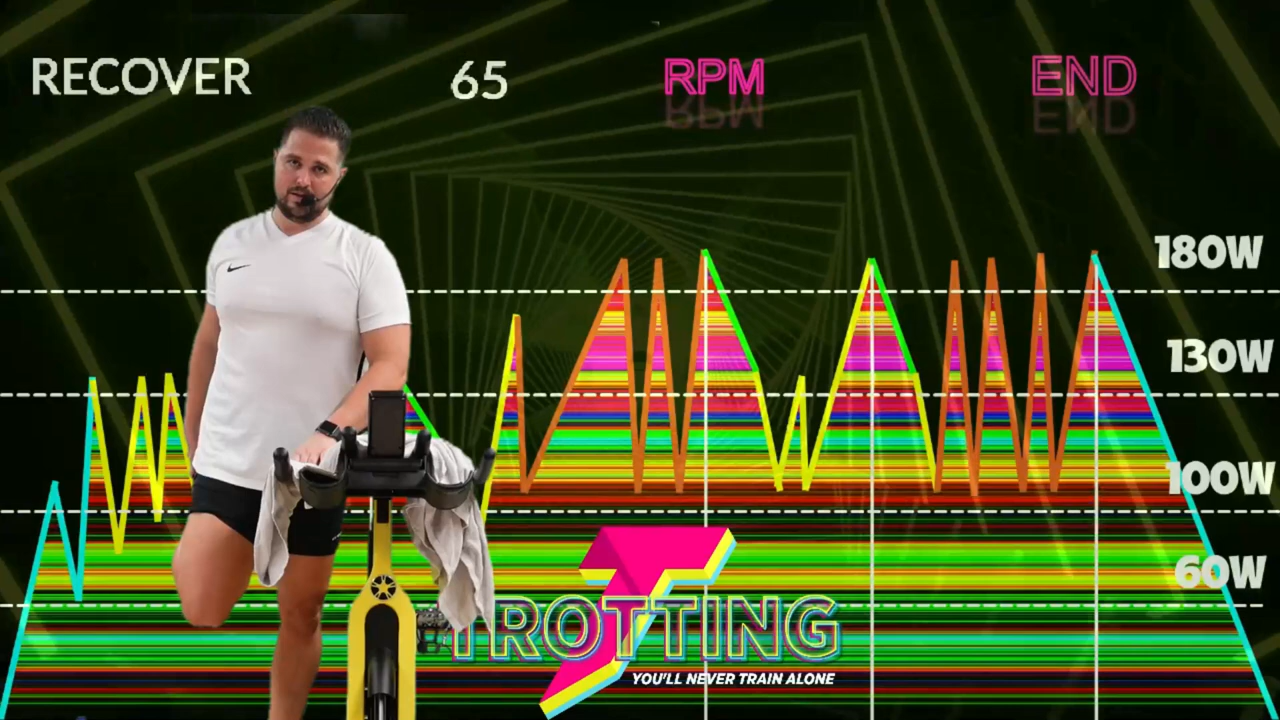 RECOVER
65
RPM
END
180W
130W
100W
60W
TROTTING
YOU'LL NEVER TRAIN ALONE